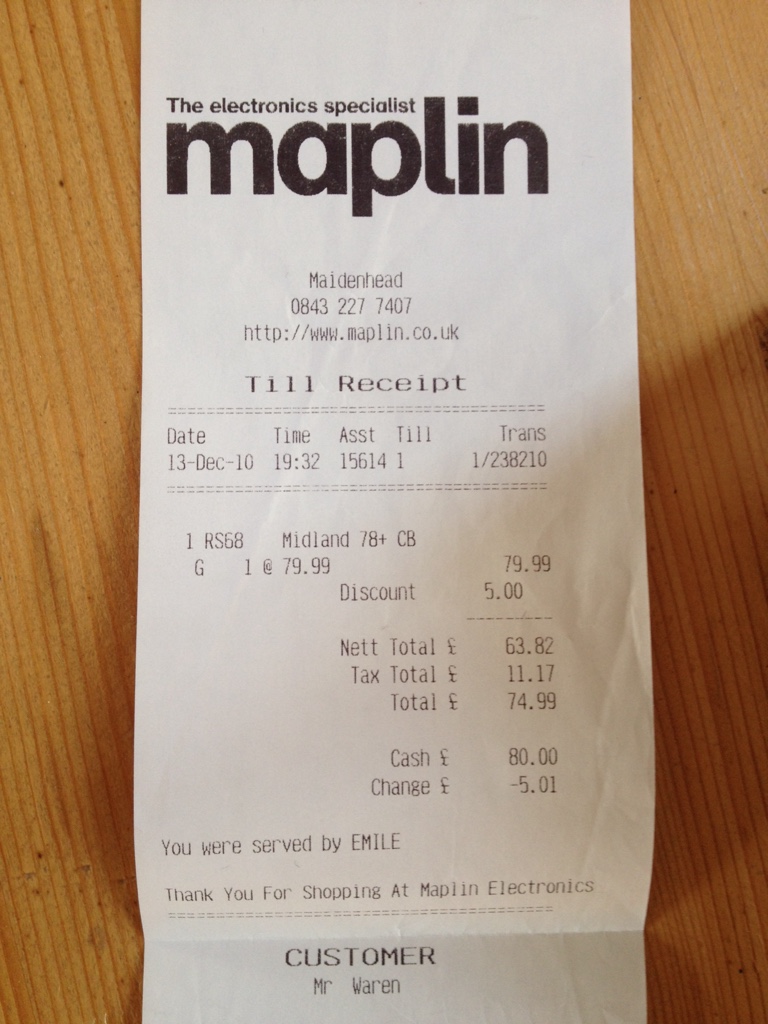 The electronics specialist
maplin
Maidenhead
0843 227 7407
http://www.maplin.co.uk
Till Receipt
========================================
Date Time Asst Till Trans
13-Dec-10 19:32 15614 1 1/238210
========================================
1 RS68 Midland 78+ CB
G 1 @ 79.99 79.99
Discount 5.00
---------
Nett Total £ 63.82
Tax Total £ 11.17
Total £ 74.99
Cash £ 80.00
Change £ -5.01
You were served by EMILE
Thank You For Shopping At Maplin Electronics
========================================
CUSTOMER
Mr Waren